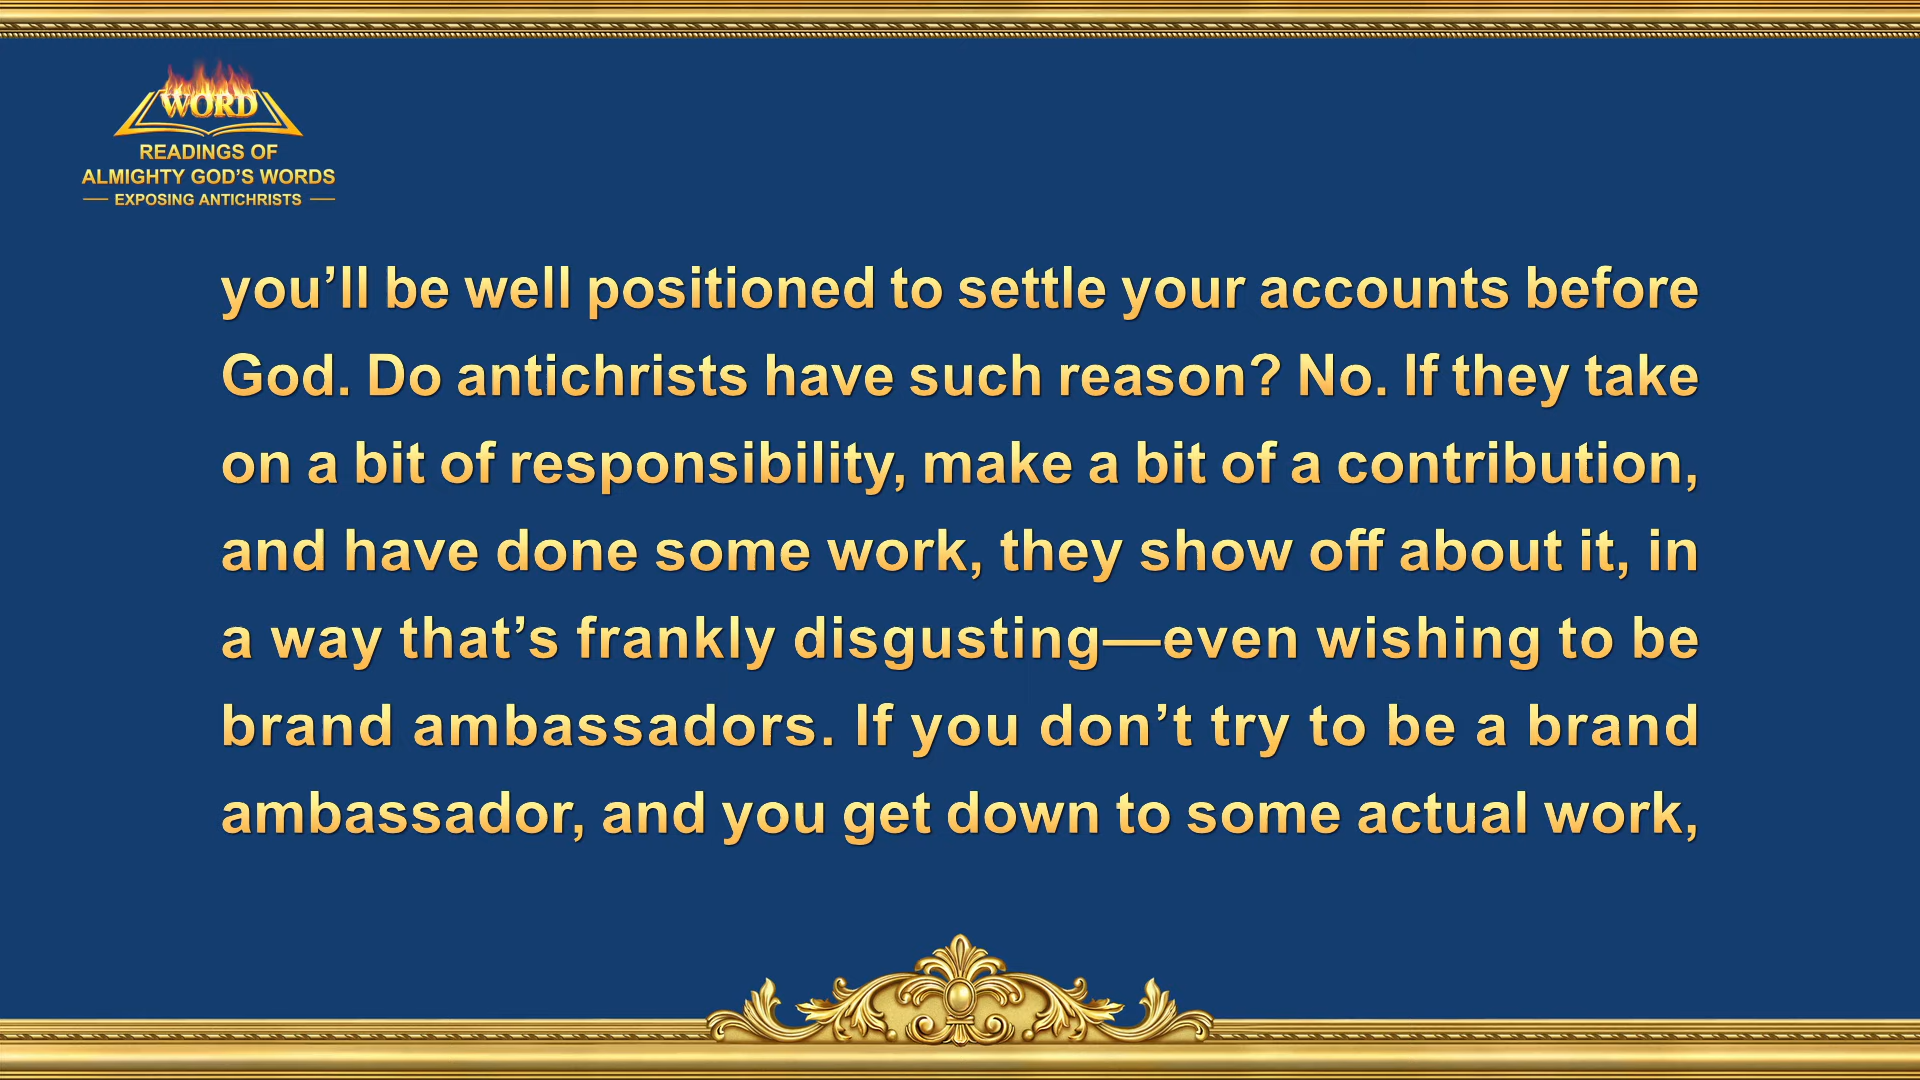 WORD
READINGS OF
ALMIGHTY GOD’S WORDS
EXPOSING ANTICHRISTS
you’ll be well positioned to settle your accounts before
God. Do antichrists have such reason? No. If they take
on a bit of responsibility, make a bit of a contribution,
and have done some work, they show off about it, in
a way that’s frankly disgusting—even wishing to be
brand ambassadors. If you don’t try to be a brand
ambassador, and you get down to some actual work,